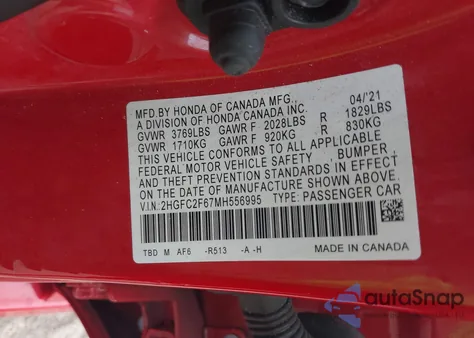 MFD.BY HONDA OF CANADA MFG., 04/'21
A DIVISION OF HONDA CANADA INC.
GVWR 3769LBS GAWR F 2028LBS R 1829LBS
GVWR 1710KG GAWR F 920KG R 830KG
THIS VEHICLE CONFORMS TO ALL APPLICABLE
FEDERAL MOTOR VEHICLE SAFETY , BUMPER ,
AND THEFT PREVENTION STANDARDS IN EFFECT
ON THE DATE OF MANUFACTURE SHOWN ABOVE.
V.I.N: 2HGFC2F67MH556995 TYPE: PASSENGER CAR
TBD M AF6 -R513 -A -H MADE IN CANADA
autoSnap